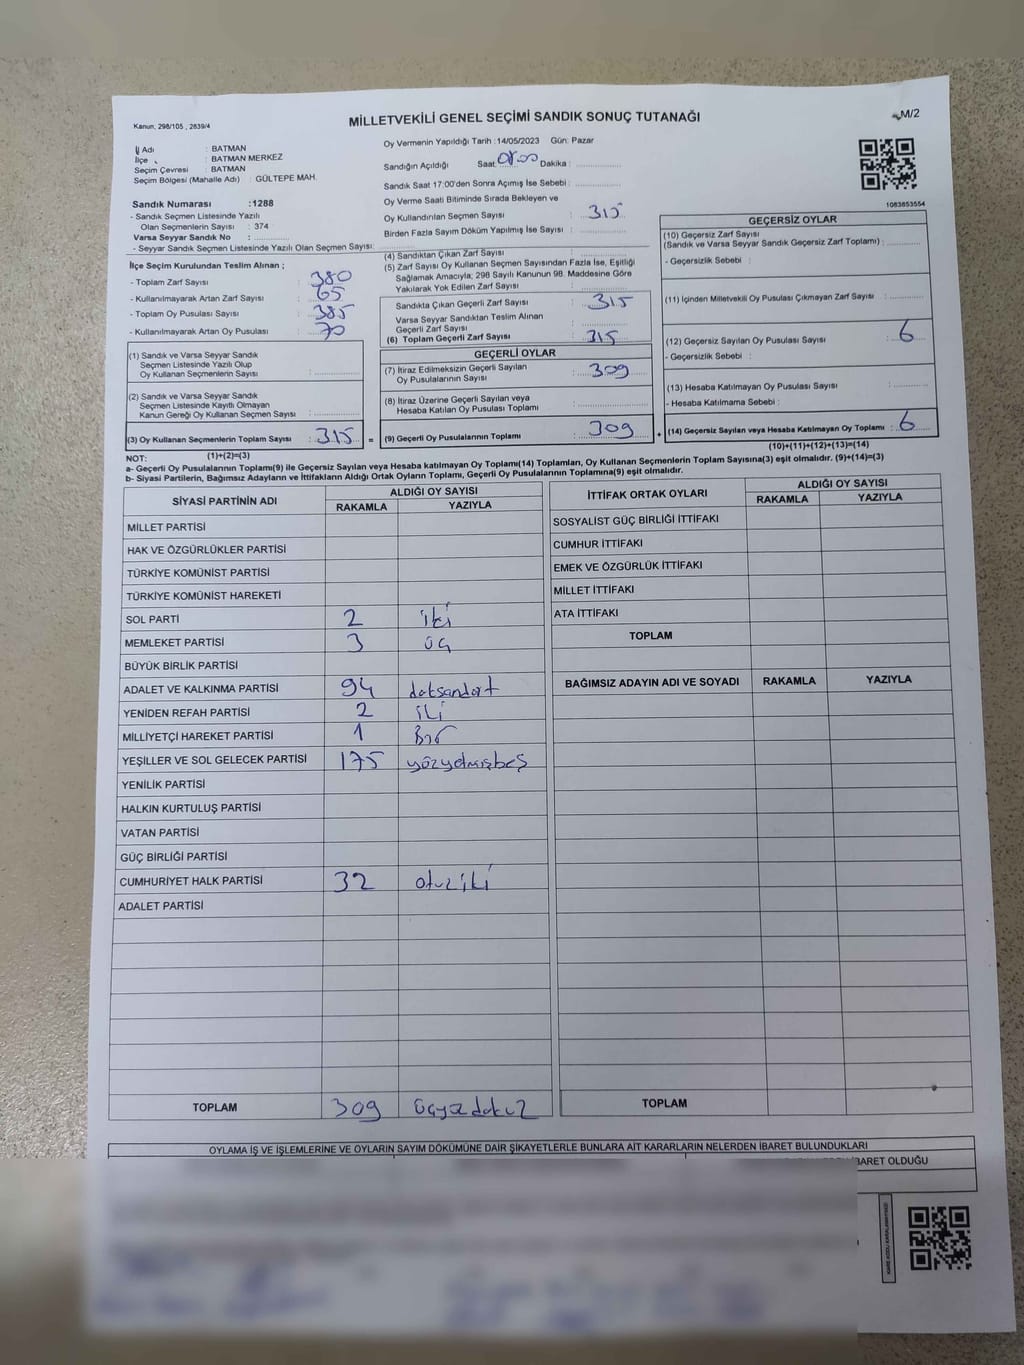 Kanun, 298/105 , 2839/4
MİLLETVEKİLİ GENEL SEÇİMİ SANDIK SONUÇ TUTANAĞI
M/2
İl Adı : BATMAN
İlçe : BATMAN MERKEZ
Seçim Çevresi : BATMAN
Seçim Bölgesi (Mahalle Adı) : GÜLTEPE MAH.
Sandık Numarası :1288
- Sandık Seçmen Listesinde Yazılı
Olan Seçmenlerin Sayısı : 374
Varsa Seyyar Sandık No :
- Seyyar Sandık Seçmen Listesinde Yazılı Olan Seçmen Sayısı:
Oy Vermenin Yapıldığı Tarih :14/05/2023 Gün: Pazar
Sandığın Açıldığı Saat 08.00 Dakika :
Sandık Saat 17:00'den Sonra Açımış İse Sebebi :
Oy Verme Saati Bitiminde Sırada Bekleyen ve
Oy Kullandırılan Seçmen Sayısı : 315
Birden Fazla Sayım Döküm Yapılmış İse Sayısı :
1083853554
İlçe Seçim Kurulundan Teslim Alınan ;
- Toplam Zarf Sayısı : 380
- Kullanılmayarak Artan Zarf Sayısı : 65
- Toplam Oy Pusulası Sayısı : 385
- Kullanılmayarak Artan Oy Pusulası : 70
(1) Sandık ve Varsa Seyyar Sandık
Seçmen Listesinde Yazılı Olup
Oy Kullanan Seçmenlerin Sayısı :
(2) Sandık ve Varsa Seyyar Sandık
Seçmen Listesinde Kayıtlı Olmayan
Kanun Gereği Oy Kullanan Seçmen Sayısı :
(3) Oy Kullanan Seçmenlerin Toplam Sayısı : 315 =
(1)+(2)=(3)
(4) Sandıktan Çıkan Zarf Sayısı :
(5) Zarf Sayısı Oy Kullanan Seçmen Sayısından Fazla İse, Eşitliği
Sağlamak Amacıyla; 298 Sayılı Kanunun 98. Maddesine Göre
Yakılarak Yok Edilen Zarf Sayısı :
Sandıkta Çıkan Geçerli Zarf Sayısı : 315
Varsa Seyyar Sandıktan Teslim Alınan
Geçerli Zarf Sayısı :
(6) Toplam Geçerli Zarf Sayısı : 315
GEÇERLİ OYLAR
(7) İtiraz Edilmeksizin Geçerli Sayılan
Oy Pusulalarının Sayısı : 309
(8) İtiraz Üzerine Geçerli Sayılan veya
Hesaba Katılan Oy Pusulası Toplamı :
(9) Geçerli Oy Pusulalarının Toplamı : 309 +
GEÇERSİZ OYLAR
(10) Geçersiz Zarf Sayısı
(Sandık ve Varsa Seyyar Sandık Geçersiz Zarf Toplamı) :
- Geçersizlik Sebebi :
(11) İçinden Milletvekili Oy Pusulası Çıkmayan Zarf Sayısı :
(12) Geçersiz Sayılan Oy Pusulası Sayısı : 6
- Geçersizlik Sebebi :
(13) Hesaba Katılmayan Oy Pusulası Sayısı :
- Hesaba Katılmama Sebebi :
(14) Geçersiz Sayılan veya Hesaba Katılmayan Oy Toplamı : 6
(10)+(11)+(12)+(13)=(14)
NOT:
a- Geçerli Oy Pusulalarının Toplamı(9) ile Geçersiz Sayılan veya Hesaba katılmayan Oy Toplamı(14) Toplamları, Oy Kullanan Seçmenlerin Toplam Sayısına(3) eşit olmalıdır. (9)+(14)=(3)
b- Siyasi Partilerin, Bağımsız Adayların ve İttifakların Aldığı Ortak Oyların Toplamı, Geçerli Oy Pusulalarının Toplamına(9) eşit olmalıdır.
SİYASİ PARTİNİN ADI ALDIĞI OY SAYISI
RAKAMLA YAZIYLA
MİLLET PARTİSİ
HAK VE ÖZGÜRLÜKLER PARTİSİ
TÜRKİYE KOMÜNİST PARTİSİ
TÜRKİYE KOMÜNİST HAREKETİ
SOL PARTİ 2 iki
MEMLEKET PARTİSİ 3 üç
BÜYÜK BİRLİK PARTİSİ
ADALET VE KALKINMA PARTİSİ 94 doksandört
YENİDEN REFAH PARTİSİ 2 iki
MİLLİYETÇİ HAREKET PARTİSİ 1 Bir
YEŞİLLER VE SOL GELECEK PARTİSİ 175 yüzyetmişbeş
YENİLİK PARTİSİ
HALKIN KURTULUŞ PARTİSİ
VATAN PARTİSİ
GÜÇ BİRLİĞİ PARTİSİ
CUMHURİYET HALK PARTİSİ 32 otuziki
ADALET PARTİSİ
TOPLAM 309 üçyüzdokuz
İTTİFAK ORTAK OYLARI ALDIĞI OY SAYISI
RAKAMLA YAZIYLA
SOSYALİST GÜÇ BİRLİĞİ İTTİFAKI
CUMHUR İTTİFAKI
EMEK VE ÖZGÜRLÜK İTTİFAKI
MİLLET İTTİFAKI
ATA İTTİFAKI
TOPLAM
BAĞIMSIZ ADAYIN ADI VE SOYADI RAKAMLA YAZIYLA
TOPLAM
OYLAMA İŞ VE İŞLEMLERİNE VE OYLARIN SAYIM DÖKÜMÜNE DAİR ŞİKAYETLERLE BUNLARA AİT KARARLARIN NELERDEN İBARET BULUNDUKLARI
İBARET OLDUĞU